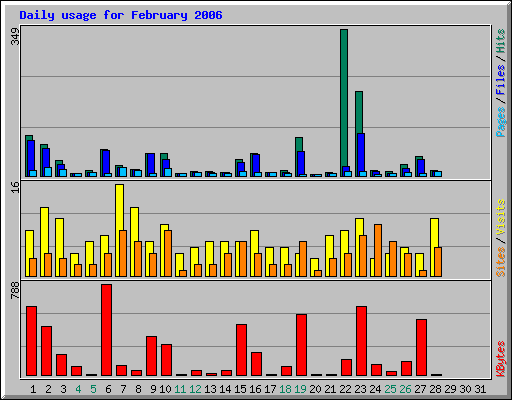 Daily usage for February 2006
349
Pages / Files / Hits
16
Sites / Visits
788
KBytes
1 2 3 4 5 6 7 8 9 10 11 12 13 14 15 16 17 18 19 20 21 22 23 24 25 26 27 28 29 30 31